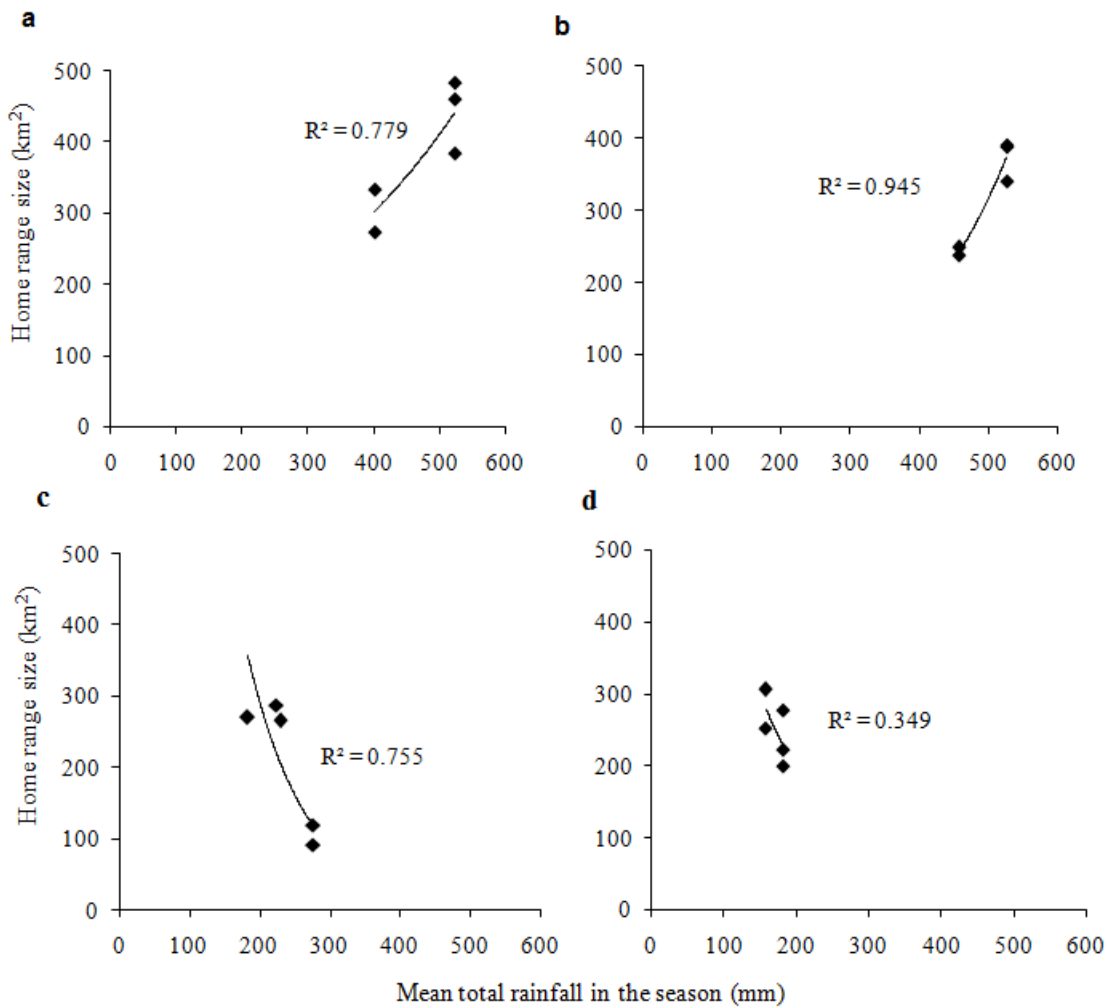 a
500
400
300
200
100
0
0 100 200 300 400 500 600
Home range size (km²)
R² = 0.779
b
500
400
300
200
100
0
0 100 200 300 400 500 600
R² = 0.945
c
500
400
300
200
100
0
0 100 200 300 400 500 600
Home range size (km²)
R² = 0.755
d
500
400
300
200
100
0
0 100 200 300 400 500 600
R² = 0.349
Mean total rainfall in the season (mm)